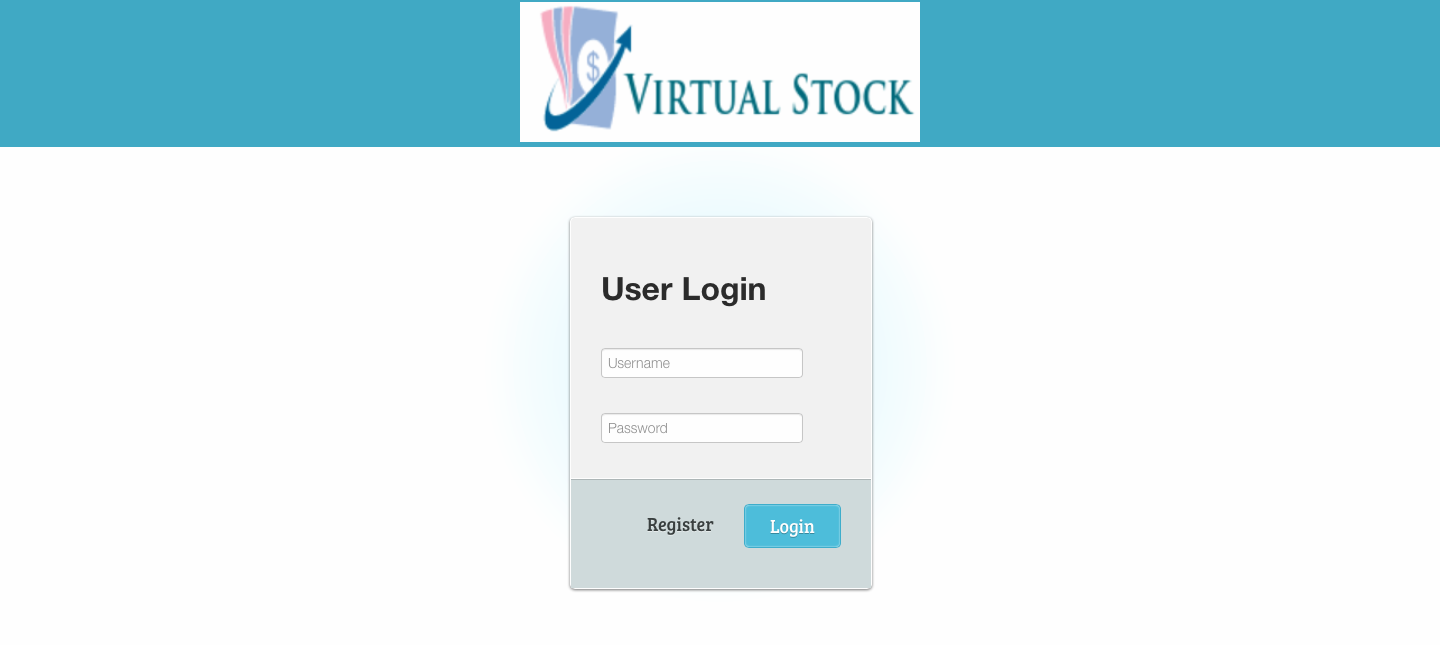 $ VIRTUAL STOCK
User Login
Username
Password
Register Login